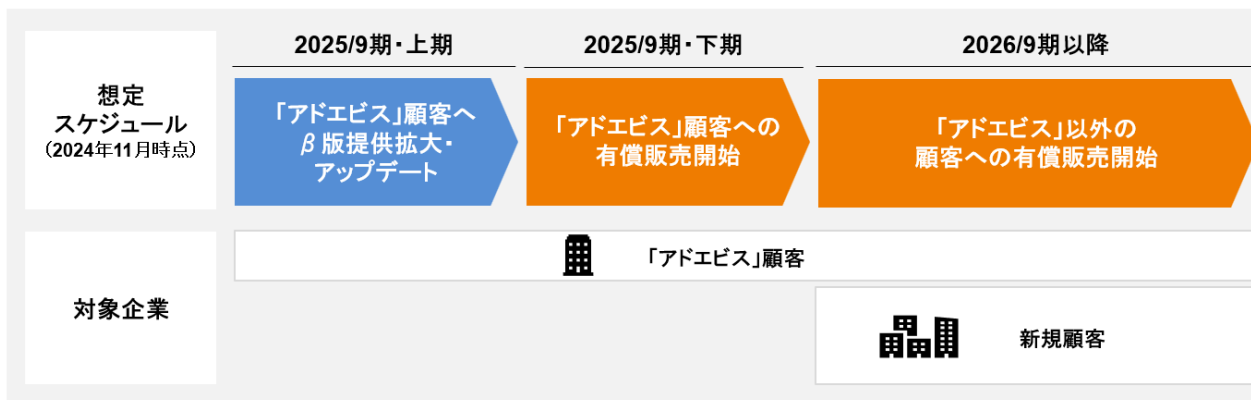 2025/9期・上期
2025/9期・下期
2026/9期以降
想定
スケジュール
（2024年11月時点）
「アドエビス」顧客へ
β版提供拡大・
アップデート
「アドエビス」顧客への
有償販売開始
「アドエビス」以外の
顧客への有償販売開始
対象企業
「アドエビス」顧客
新規顧客